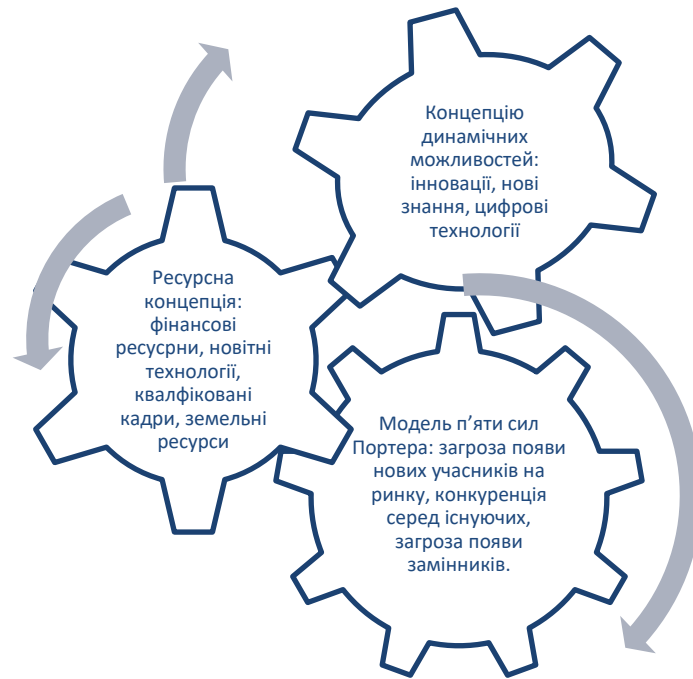 Концепцію
динамічних
можливостей:
інновації, нові
знання, цифрові
технології
Ресурсна
концепція:
фінансові
ресусрни, новітні
технології,
квалфіковані
кадри, земельні
ресурси
Модель п’яти сил
Портера: загроза появи
нових учасників на
ринку, конкуренція
серед існуючих,
загроза появи
замінників.